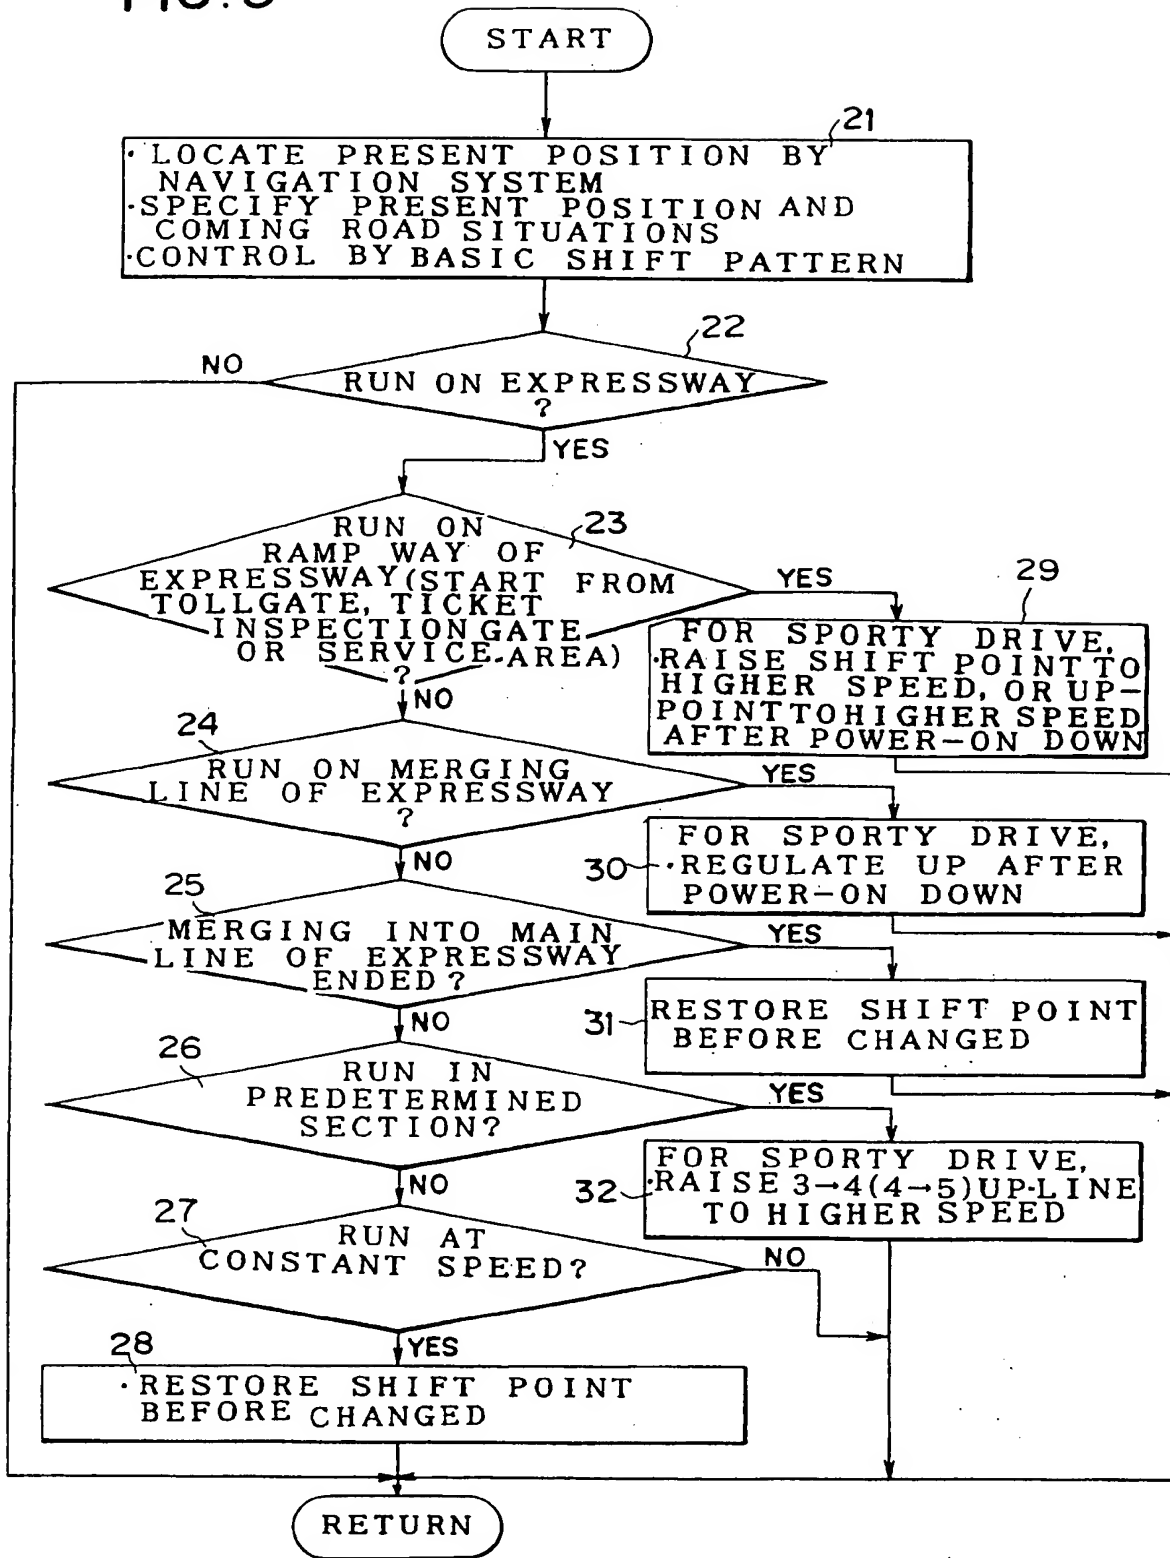 START
21
· LOCATE PRESENT POSITION BY
NAVIGATION SYSTEM
·SPECIFY PRESENT POSITION AND
COMING ROAD SITUATIONS
·CONTROL BY BASIC SHIFT PATTERN
22
NO
RUN ON EXPRESSWAY
?
YES
23
RUN ON
RAMP WAY OF
EXPRESSWAY(START FROM
TOLLGATE, TICKET
INSPECTION GATE
OR SERVICE-AREA)
?
YES
29
FOR SPORTY DRIVE,
·RAISE SHIFT POINT TO
HIGHER SPEED, OR UP-
POINT TO HIGHER SPEED
AFTER POWER-ON DOWN
NO
24
RUN ON MERGING
LINE OF EXPRESSWAY
?
YES
30
FOR SPORTY DRIVE,
·REGULATE UP AFTER
POWER-ON DOWN
NO
25
MERGING INTO MAIN
LINE OF EXPRESSWAY
ENDED?
YES
31
RESTORE SHIFT POINT
BEFORE CHANGED
NO
26
RUN IN
PREDETERMINED
SECTION?
YES
32
FOR SPORTY DRIVE,
·RAISE 3→4(4→5)UP-LINE
TO HIGHER SPEED
NO
27
RUN AT
CONSTANT SPEED?
NO
YES
28
·RESTORE SHIFT POINT
BEFORE CHANGED
RETURN